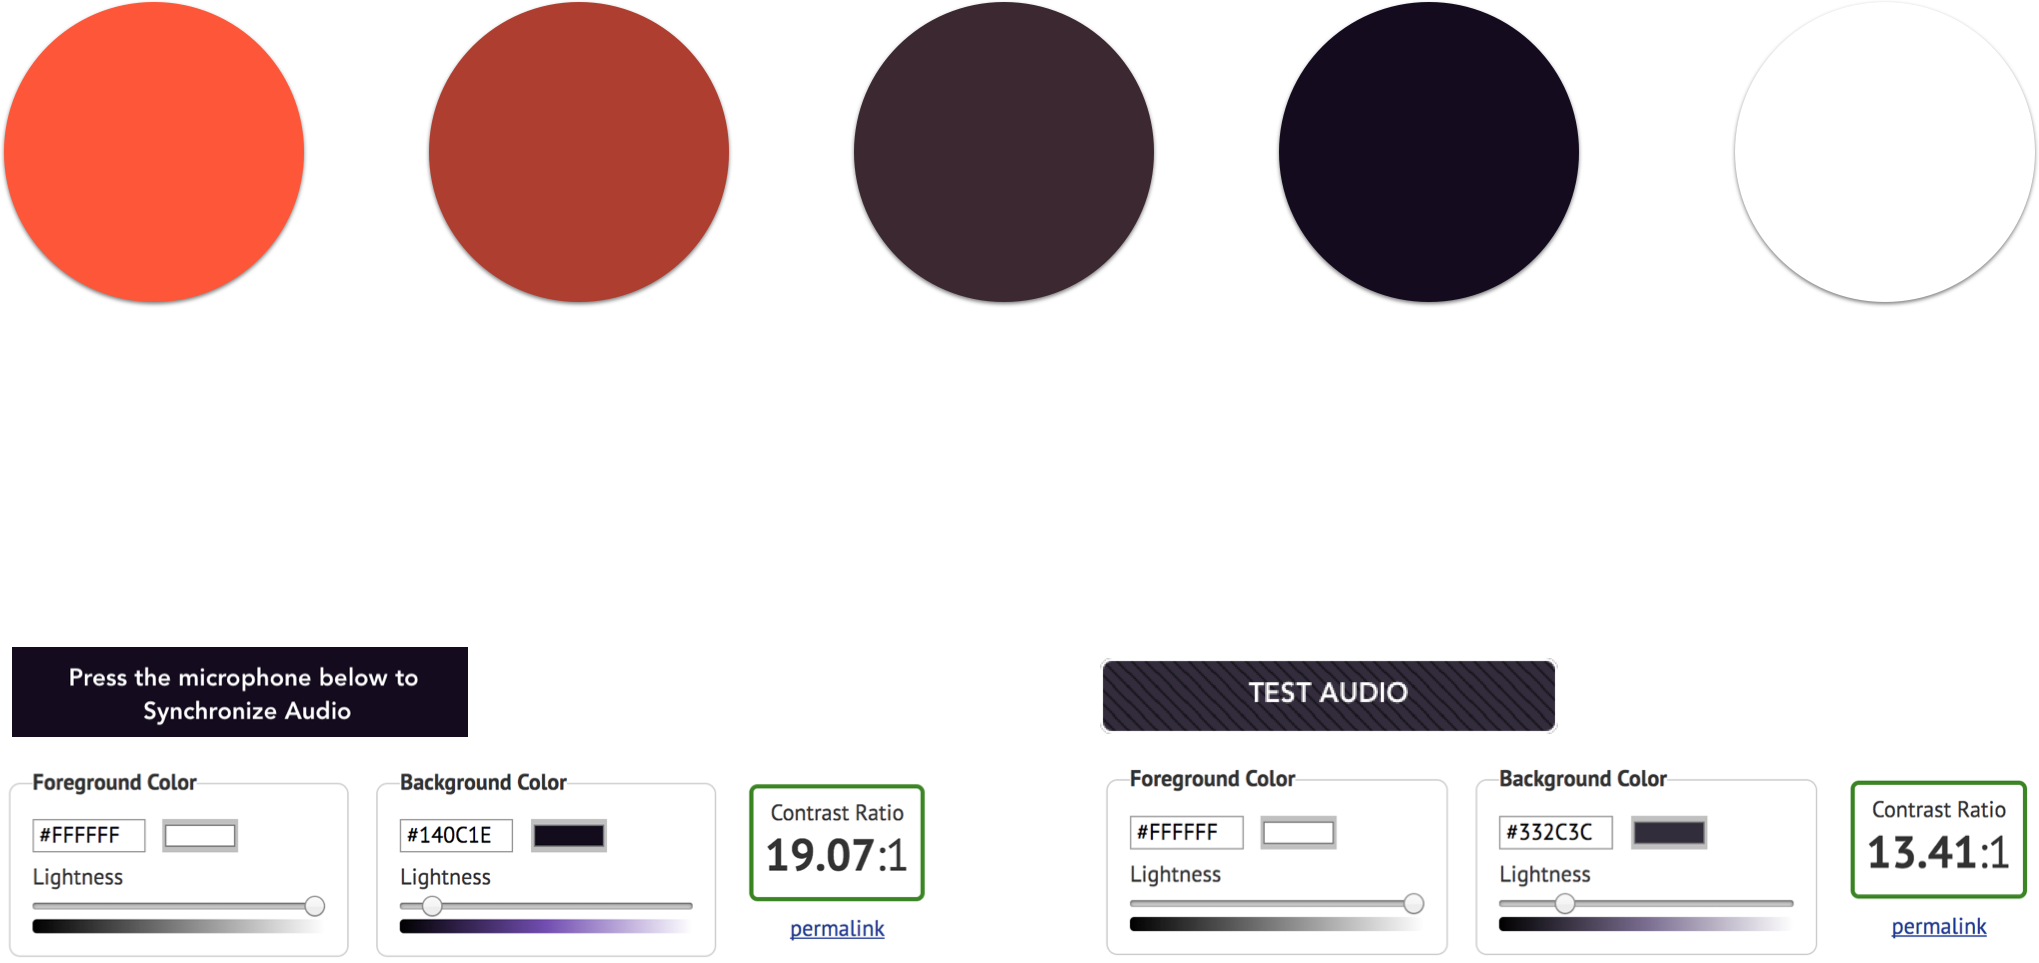 Press the microphone below to
Synchronize Audio
Foreground Color
#FFFFFF
Lightness
Background Color
#140C1E
Lightness
Contrast Ratio
19.07:1
permalink
TEST AUDIO
Foreground Color
#FFFFFF
Lightness
Background Color
#332C3C
Lightness
Contrast Ratio
13.41:1
permalink